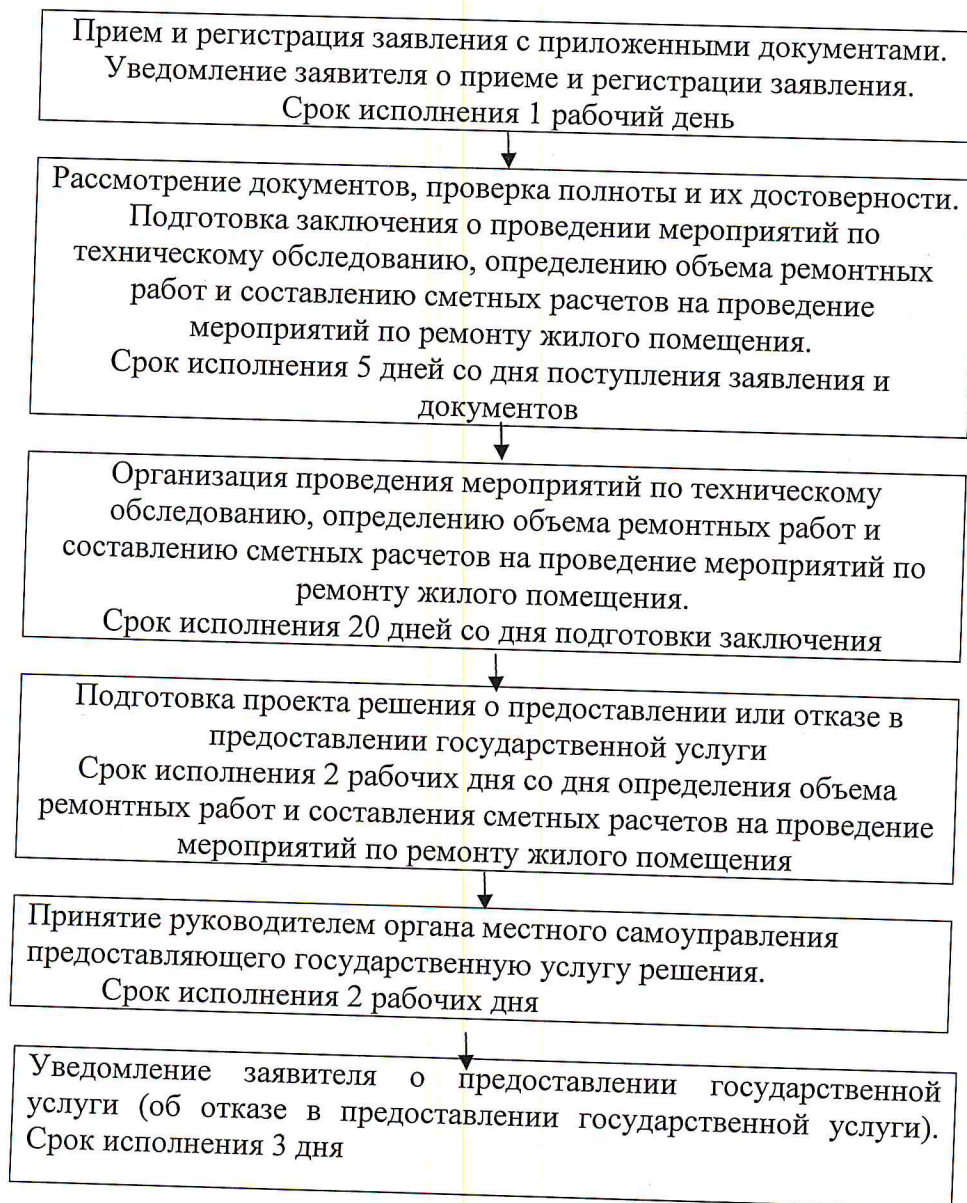 Прием и регистрация заявления с приложенными документами.
Уведомление заявителя о приеме и регистрации заявления.
Срок исполнения 1 рабочий день
Рассмотрение документов, проверка полноты и их достоверности.
Подготовка заключения о проведении мероприятий по
техническому обследованию, определению объема ремонтных
работ и составлению сметных расчетов на проведение
мероприятий по ремонту жилого помещения.
Срок исполнения 5 дней со дня поступления заявления и
документов
Организация проведения мероприятий по техническому
обследованию, определению объема ремонтных работ и
составлению сметных расчетов на проведение мероприятий по
ремонту жилого помещения.
Срок исполнения 20 дней со дня подготовки заключения
Подготовка проекта решения о предоставлении или отказе в
предоставлении государственной услуги
Срок исполнения 2 рабочих дня со дня определения объема
ремонтных работ и составления сметных расчетов на проведение
мероприятий по ремонту жилого помещения
Принятие руководителем органа местного самоуправления
предоставляющего государственную услугу решения.
Срок исполнения 2 рабочих дня
Уведомление заявителя о предоставлении государственной
услуги (об отказе в предоставлении государственной услуги).
Срок исполнения 3 дня